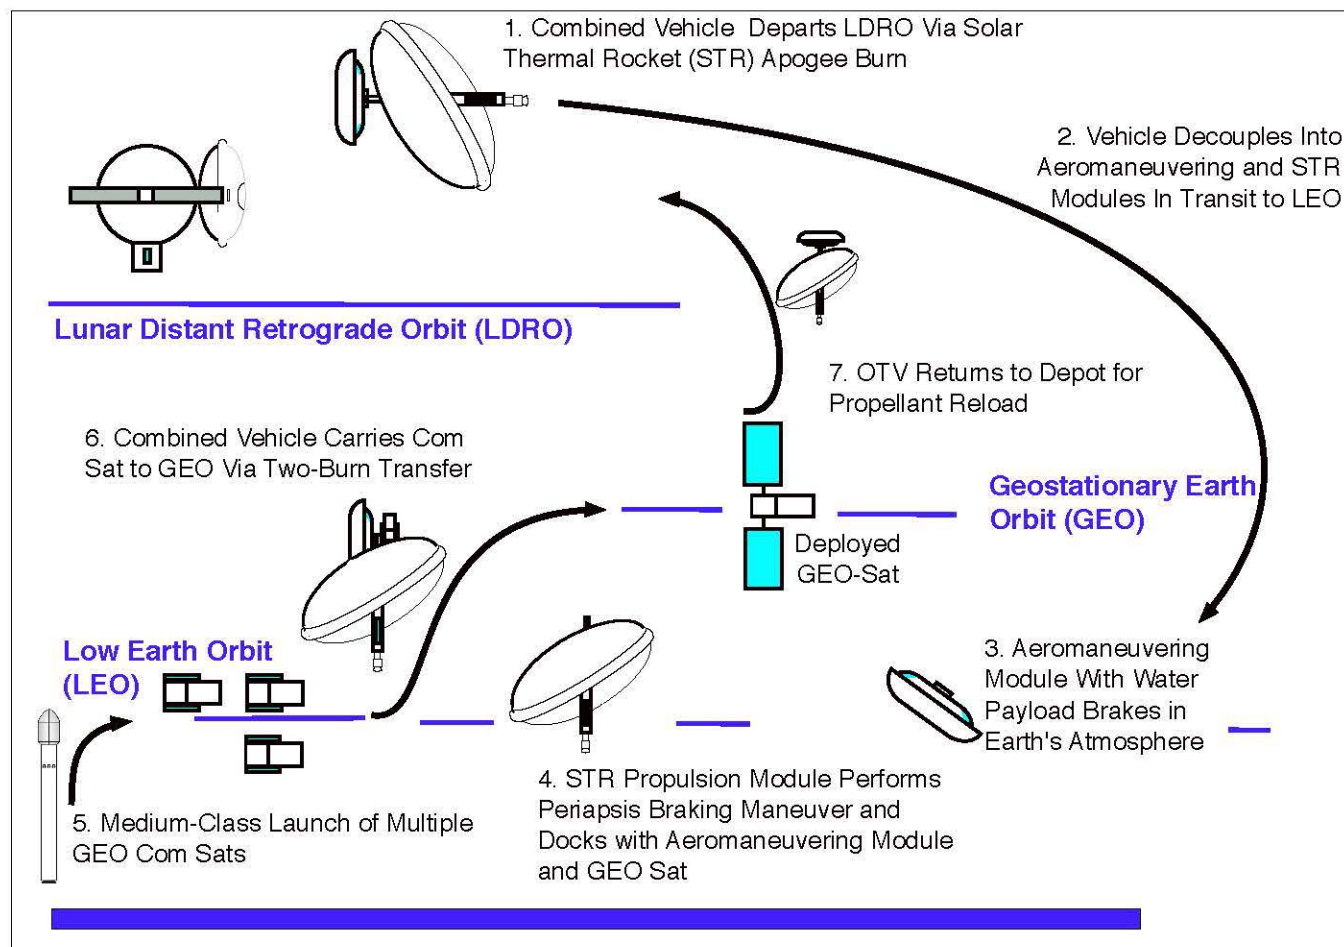 1. Combined Vehicle Departs LDRO Via Solar
Thermal Rocket (STR) Apogee Burn
2. Vehicle Decouples Into
Aeromaneuvering and STR
Modules In Transit to LEO
Lunar Distant Retrograde Orbit (LDRO)
7. OTV Returns to Depot for
Propellant Reload
6. Combined Vehicle Carries Com
Sat to GEO Via Two-Burn Transfer
Geostationary Earth
Orbit (GEO)
Deployed
GEO-Sat
Low Earth Orbit
(LEO)
3. Aeromaneuvering
Module With Water
Payload Brakes in
Earth's Atmosphere
4. STR Propulsion Module Performs
Periapsis Braking Maneuver and
Docks with Aeromaneuvering Module
and GEO Sat
5. Medium-Class Launch of Multiple
GEO Com Sats